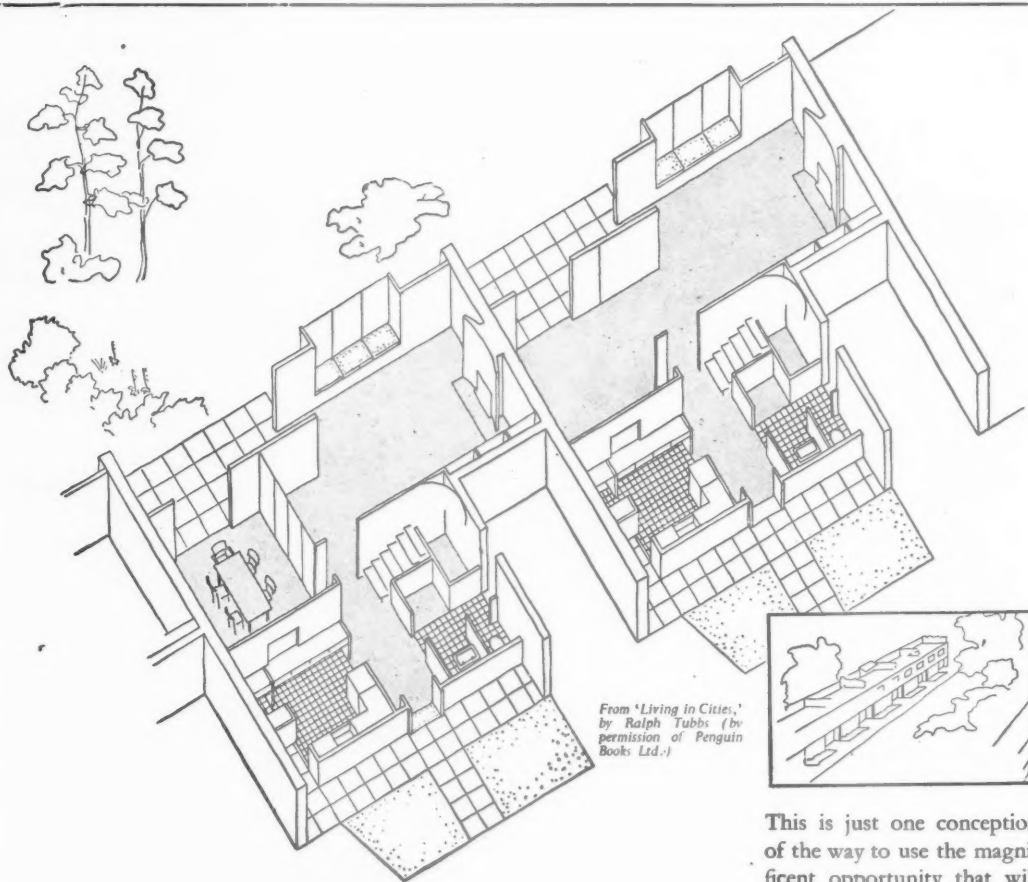 From 'Living in Cities,'
by Ralph Tubbs (by
permission of Penguin
Books Ltd.)
This is just one conception
of the way to use the magni-
ficent opportunity that wi